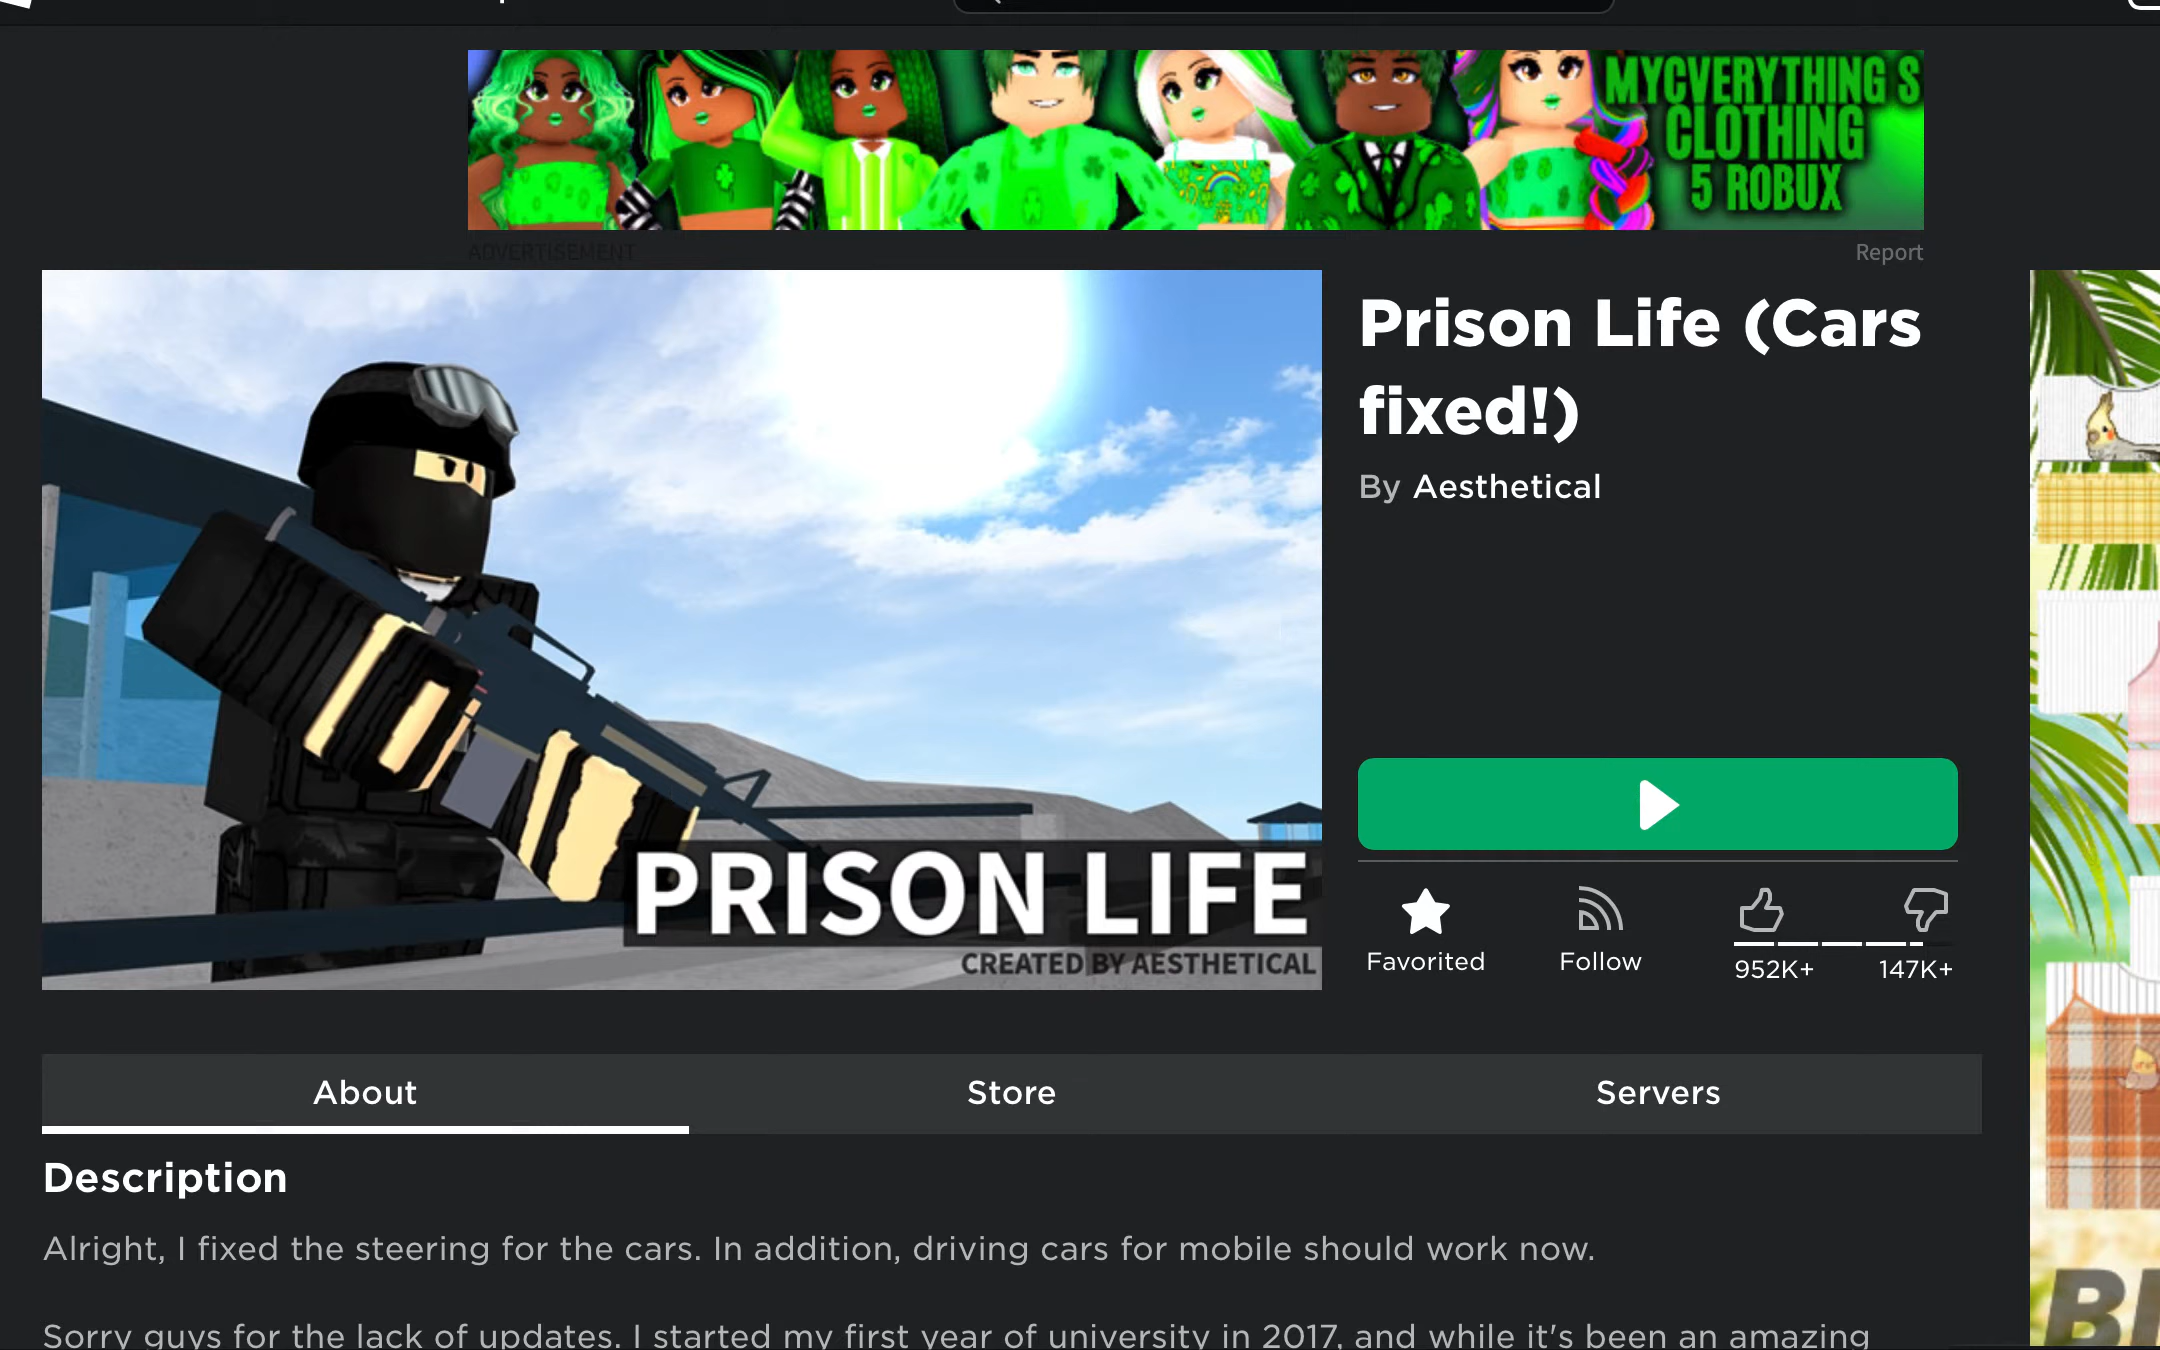 MYCVERYTHING S
CLOTHING
5 ROBUX
ADVERTISEMENT
Report
Prison Life (Cars
fixed!)
By Aesthetical
PRISON LIFE
CREATED BY AESTHETICAL
Favorited
Follow
952K+
147K+
About
Store
Servers
Description
Alright, I fixed the steering for the cars. In addition, driving cars for mobile should work now.
Sorry guys for the lack of updates. I started my first year of university in 2017, and while it's been an amazing